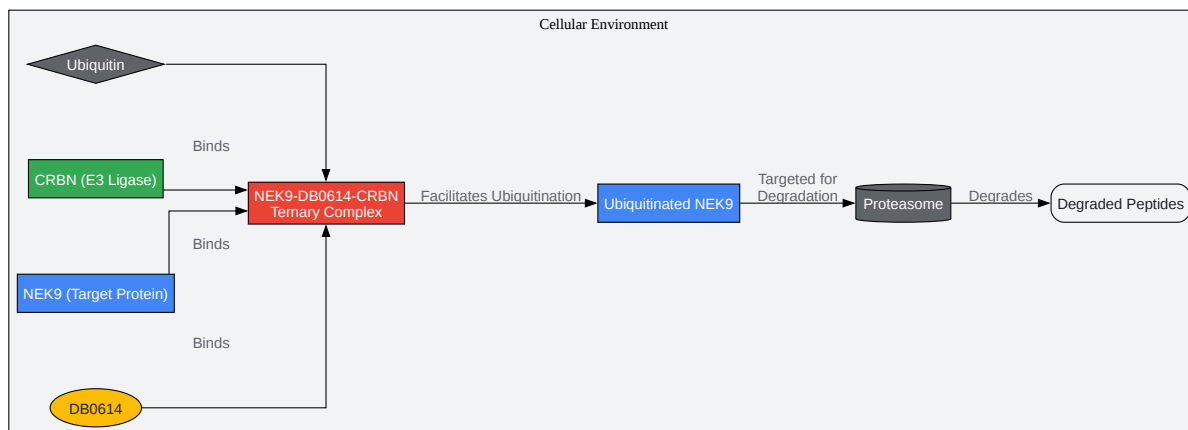 Cellular Environment
Ubiquitin
Binds
CRBN (E3 Ligase)
NEK9-DB0614-CRBN
Ternary Complex
Facilitates Ubiquitination
Ubiquitinated NEK9
Targeted for
Degradation
Proteasome
Degrades
Degraded Peptides
Binds
NEK9 (Target Protein)
Binds
DB0614